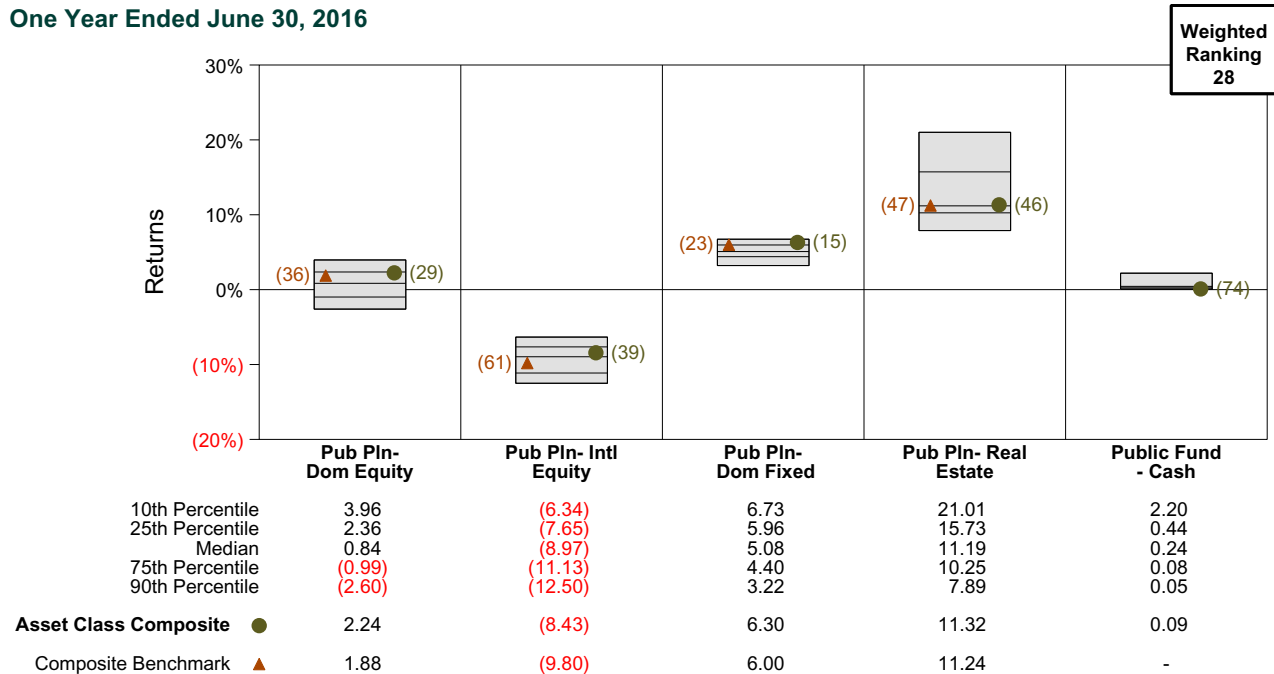 One Year Ended June 30, 2016
Weighted
Ranking
28
Returns
30%
20%
10%
0%
(10%)
(20%)
(36)
(29)
(61)
(39)
(23)
(15)
(47)
(46)
(74)
Pub Pln-
Dom Equity
Pub Pln- Intl
Equity
Pub Pln-
Dom Fixed
Pub Pln- Real
Estate
Public Fund
- Cash
10th Percentile 3.96 (6.34) 6.73 21.01 2.20
25th Percentile 2.36 (7.65) 5.96 15.73 0.44
Median 0.84 (8.97) 5.08 11.19 0.24
75th Percentile (0.99) (11.13) 4.40 10.25 0.08
90th Percentile (2.60) (12.50) 3.22 7.89 0.05
Asset Class Composite 2.24 (8.43) 6.30 11.32 0.09
Composite Benchmark 1.88 (9.80) 6.00 11.24 -